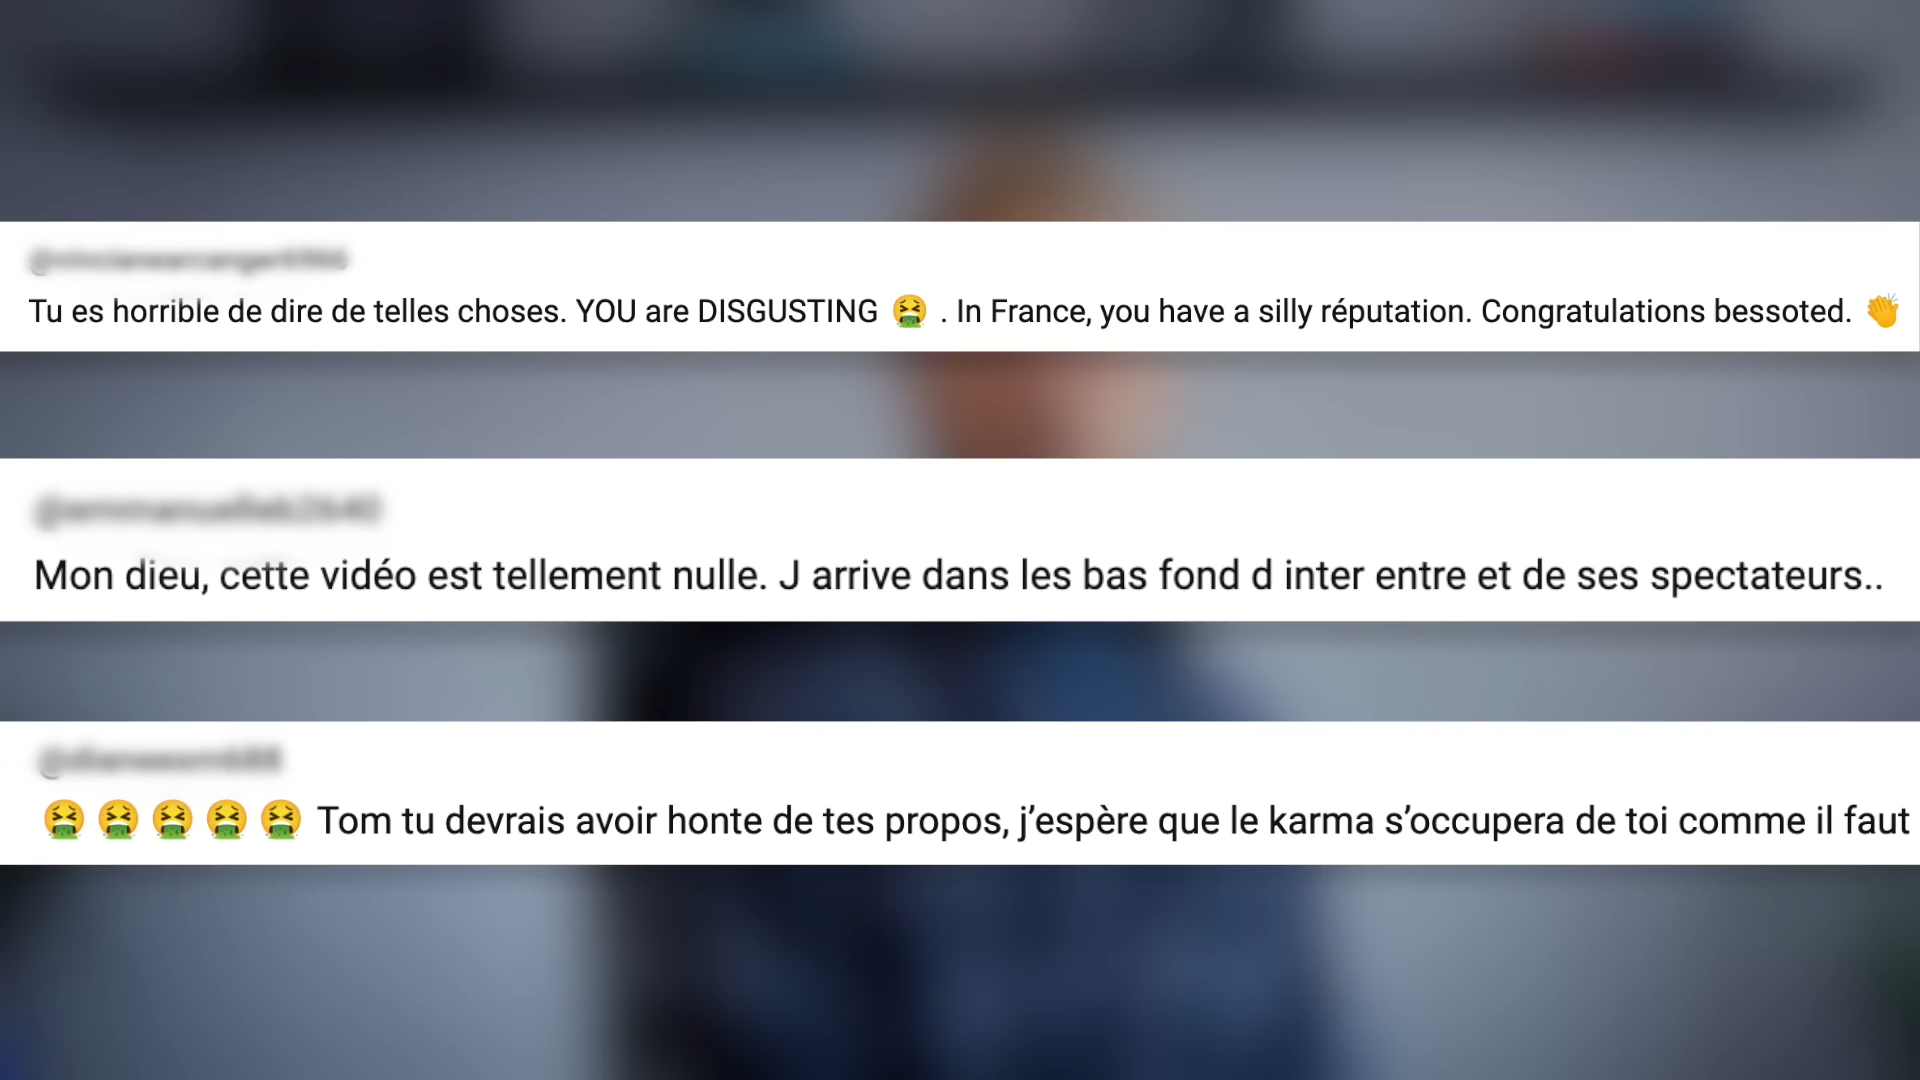 Tu es horrible de dire de telles choses. YOU are DISGUSTING 🤮 . In France, you have a silly réputation. Congratulations bessoted. 👏
Mon dieu, cette vidéo est tellement nulle. J arrive dans les bas fond d inter entre et de ses spectateurs..
🤮 🤮 🤮 🤮 🤮 Tom tu devrais avoir honte de tes propos, j’espère que le karma s’occupera de toi comme il faut